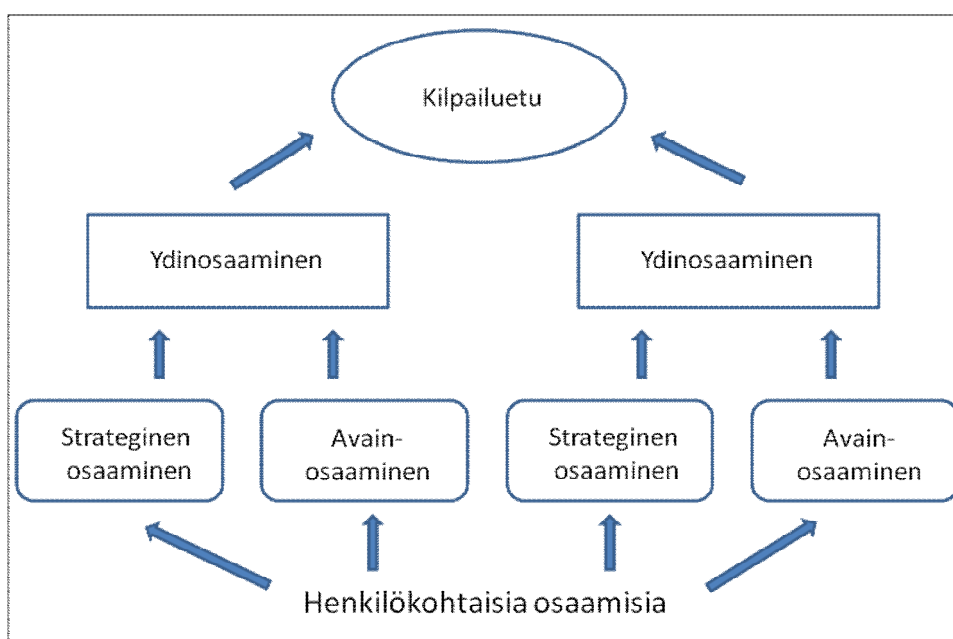 Kilpailuetu
Ydinosaaminen
Ydinosaaminen
Strateginen
osaaminen
Avain-
osaaminen
Strateginen
osaaminen
Avain-
osaaminen
Henkilökohtaisia osaamisia